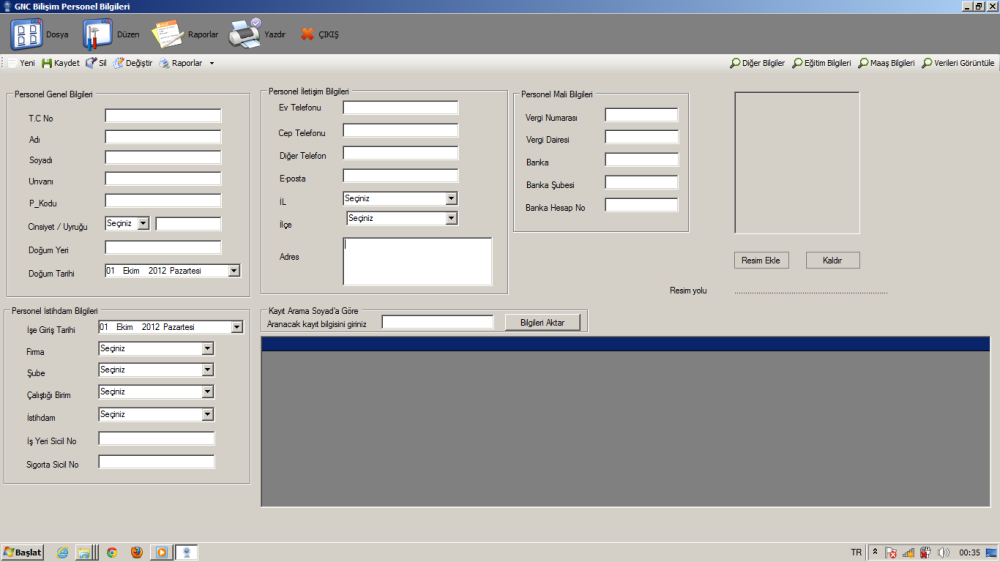 GNC Bilişim Personel Bilgileri
Dosya Düzen Raporlar Yazdır ÇIKIŞ
Yeni Kaydet Sil Değiştir Raporlar Diğer Bilgiler Eğitim Bilgileri Maaş Bilgileri Verileri Görüntüle
Personel Genel Bilgileri
T.C No
Adı
Soyadı
Unvanı
P_Kodu
Cinsiyet / Uyruğu Seçiniz
Doğum Yeri
Doğum Tarihi 01 Ekim 2012 Pazartesi
Personel İletişim Bilgileri
Ev Telefonu
Cep Telefonu
Diğer Telefon
E-posta
IL Seçiniz
İlçe Seçiniz
Adres
Personel Mali Bilgileri
Vergi Numarası
Vergi Dairesi
Banka
Banka Şubesi
Banka Hesap No
Resim Ekle Kaldır
Resim yolu ........................................................................
Personel İstihdam Bilgileri
İşe Giriş Tarihi 01 Ekim 2012 Pazartesi
Firma Seçiniz
Şube Seçiniz
Çalıştığı Birim Seçiniz
İstihdam Seçiniz
İş Yeri Sicil No
Sigorta Sicil No
Kayıt Arama Soyad'a Göre
Aranacak kayıt bilgisini giriniz Bilgileri Aktar
Başlat TR 00:35